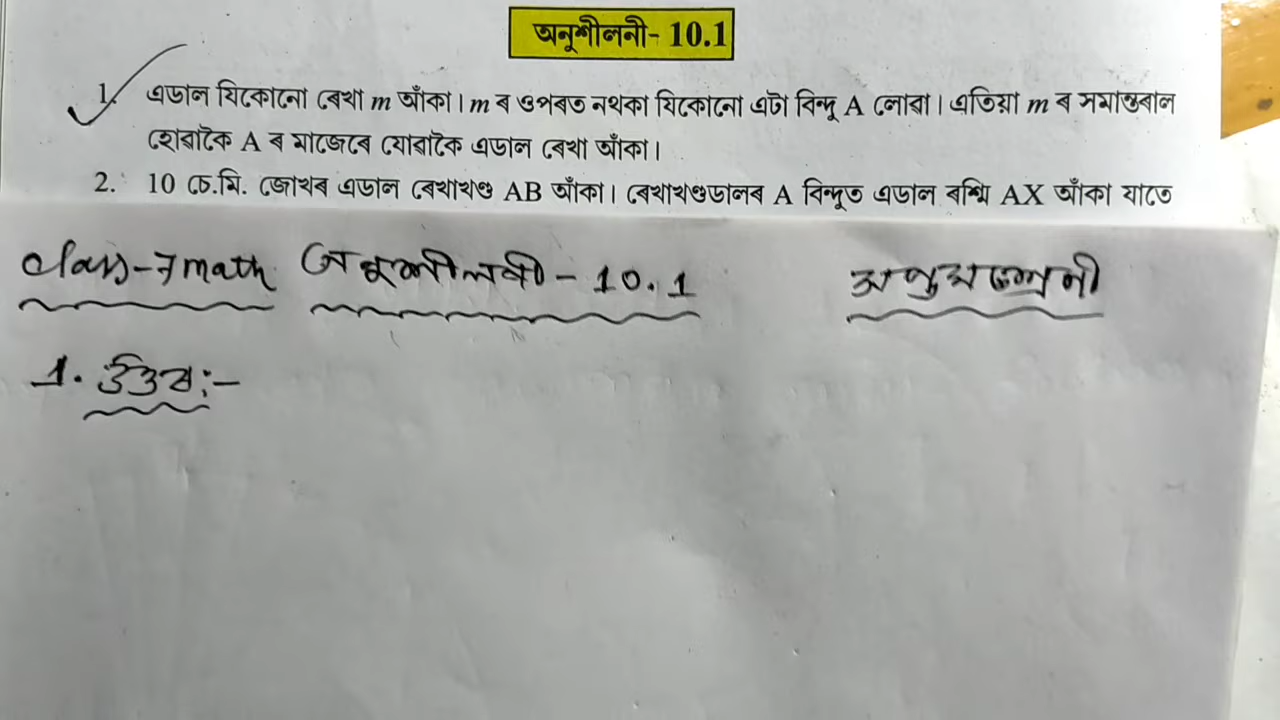 অনুশীলনী- 10.1
1. এডাল যিকোনো ৰেখা m আঁকা। m ৰ ওপৰত নথকা যিকোনো এটা বিন্দু A লোৱা। এতিয়া m ৰ সমান্তৰাল
হোৱাকৈ A ৰ মাজেৰে যোৱাকৈ এডাল ৰেখা আঁকা।
2. 10 চে.মি. জোখৰ এডাল ৰেখাখণ্ড AB আঁকা। ৰেখাখণ্ডডালৰ A বিন্দুত এডাল ৰশ্মি AX আঁকা যাতে
class-7 math অনুশীলনী - 10.1
1. উত্তৰ:-